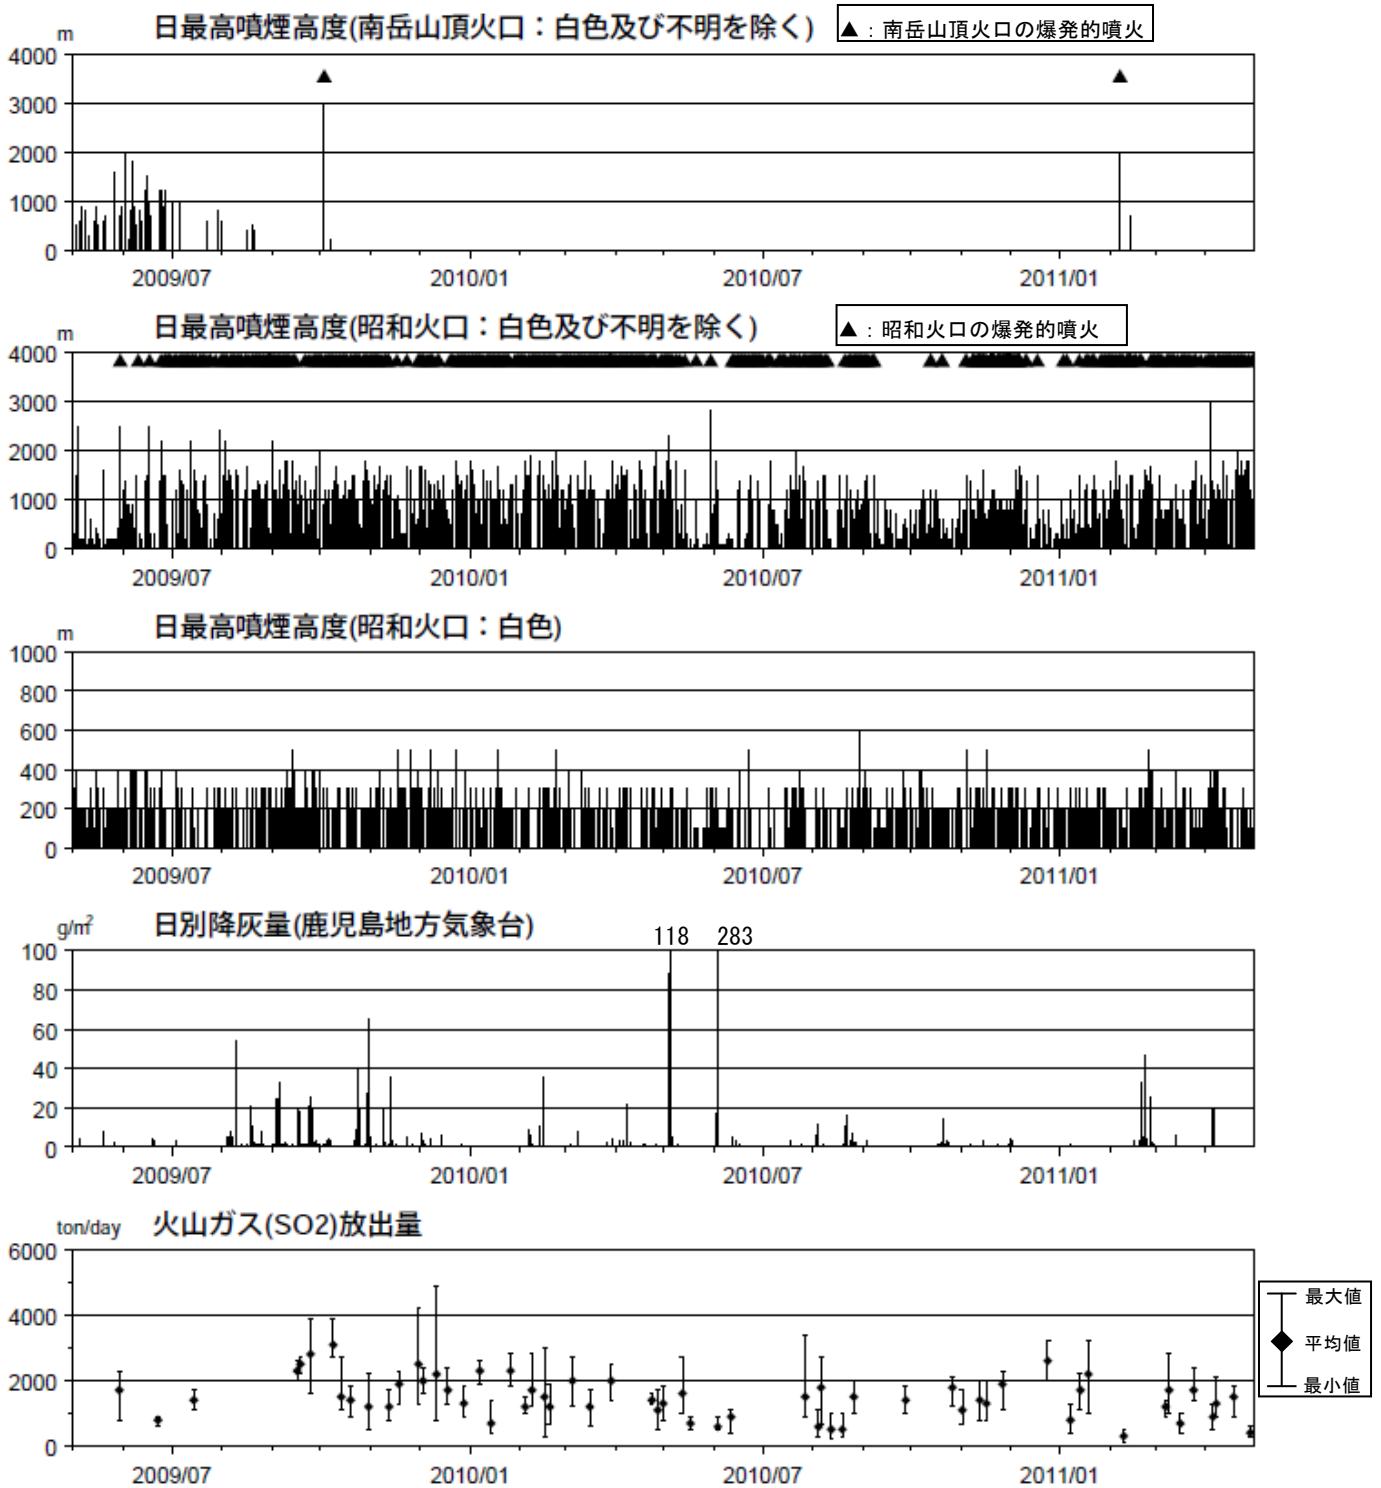 日最高噴煙高度(南岳山頂火口：白色及び不明を除く)
▲：南岳山頂火口の爆発的噴火
m
4000
3000
2000
1000
0
2009/07 2010/01 2010/07 2011/01
日最高噴煙高度(昭和火口：白色及び不明を除く)
▲：昭和火口の爆発的噴火
m
4000
3000
2000
1000
0
2009/07 2010/01 2010/07 2011/01
日最高噴煙高度(昭和火口：白色)
m
1000
800
600
400
200
0
2009/07 2010/01 2010/07 2011/01
日別降灰量(鹿児島地方気象台)
g/㎡
118 283
100
80
60
40
20
0
2009/07 2010/01 2010/07 2011/01
火山ガス(SO2)放出量
ton/day
6000
4000
2000
0
2009/07 2010/01 2010/07 2011/01
最大値
平均値
最小値